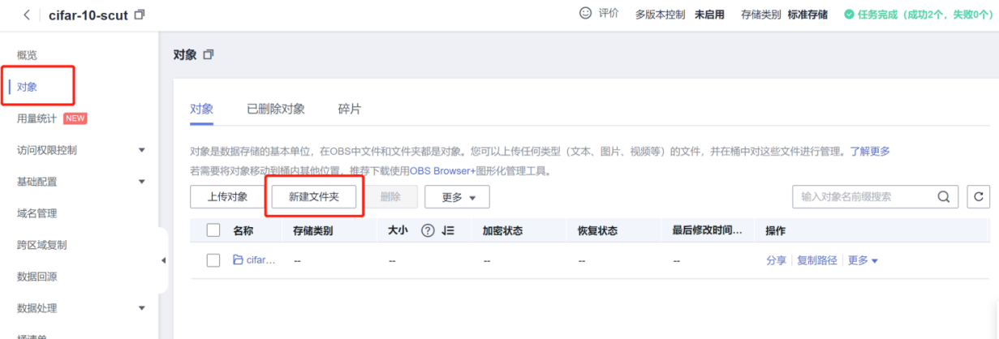 cifar-10-scut
评价 多版本控制 未启用 存储类别 标准存储 任务完成（成功2个，失败0个）
概览
对象
用量统计 NEW
访问权限控制
基础配置
域名管理
跨区域复制
数据回源
数据处理
桶清单
对象
对象 已删除对象 碎片
对象是数据存储的基本单位，在OBS中文件和文件夹都是对象。您可以上传任何类型（文本、图片、视频等）的文件，并在桶中对这些文件进行管理。了解更多
若需要将对象移动到桶内其他位置，推荐下载使用OBS Browser+图形化管理工具。
上传对象 新建文件夹 删除 更多 输入对象名前缀搜索
名称 存储类别 大小 加密状态 恢复状态 最后修改时间... 操作
cifar... -- -- -- -- -- 分享 复制路径 更多